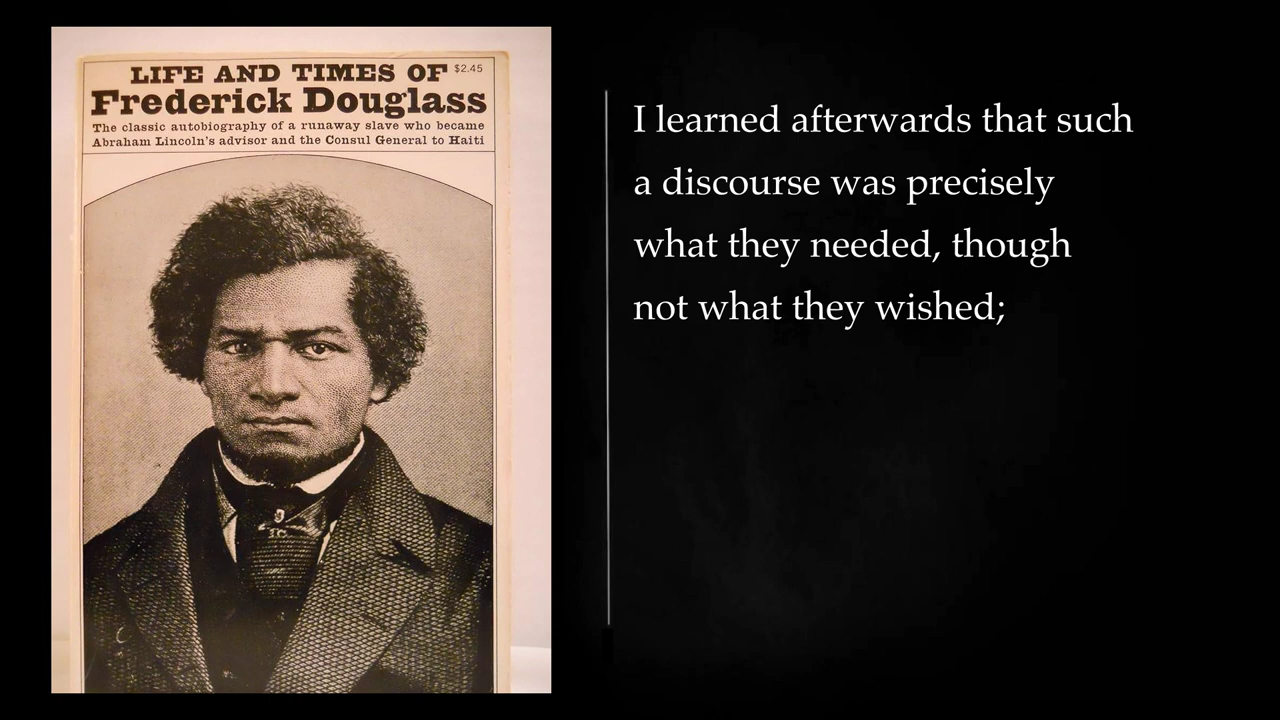 LIFE AND TIMES OF $2.45
Frederick Douglass
The classic autobiography of a runaway slave who became
Abraham Lincoln's advisor and the Consul General to Haiti
I learned afterwards that such
a discourse was precisely
what they needed, though
not what they wished;